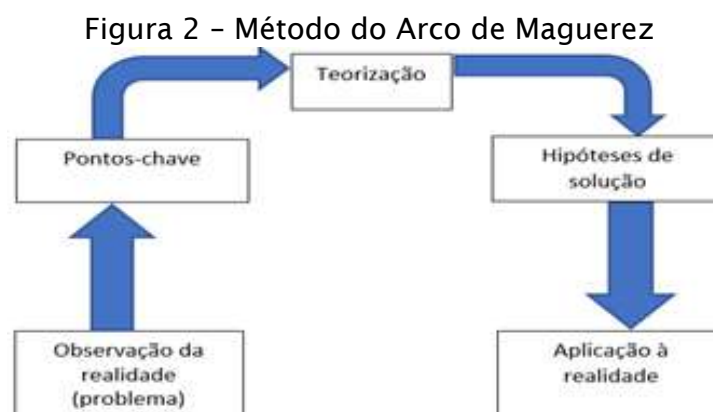 Figura 2 – Método do Arco de Maguerez
Teorização
Pontos-chave
Hipóteses de
solução
Observação da
realidade
(problema)
Aplicação à
realidade